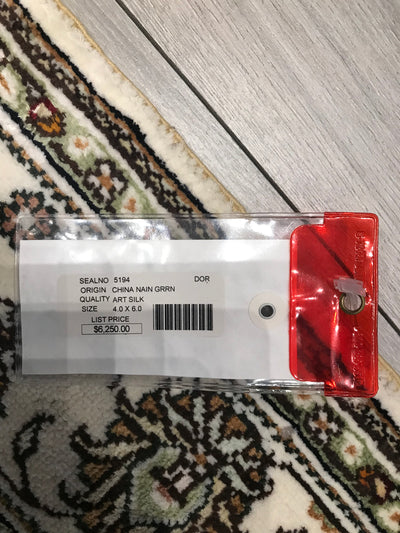 SEALNO 5194 DOR
ORIGIN CHINA NAIN GRRN
QUALITY ART SILK
SIZE 4.0 X 6.0
LIST PRICE
$6,250.00